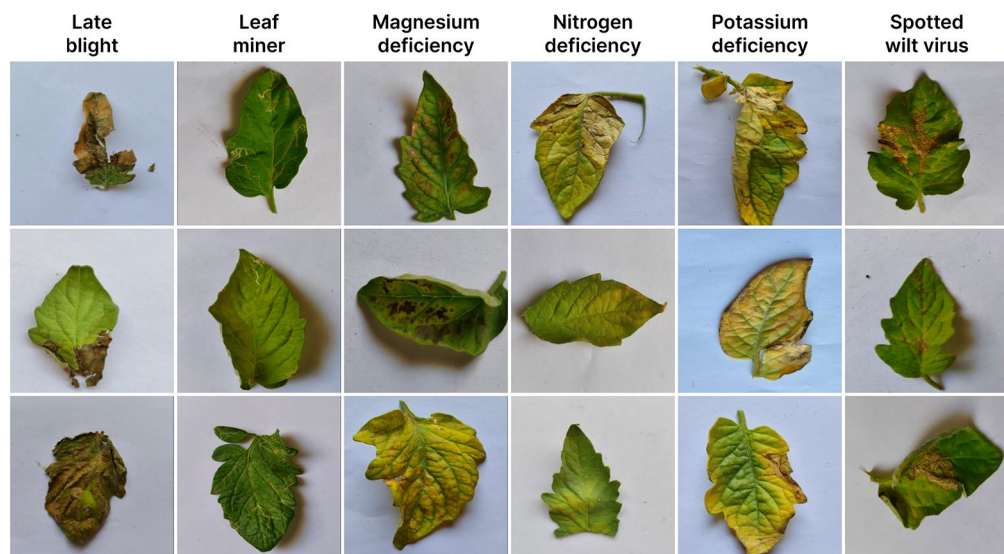 Late
blight
Leaf
miner
Magnesium
deficiency
Nitrogen
deficiency
Potassium
deficiency
Spotted
wilt virus